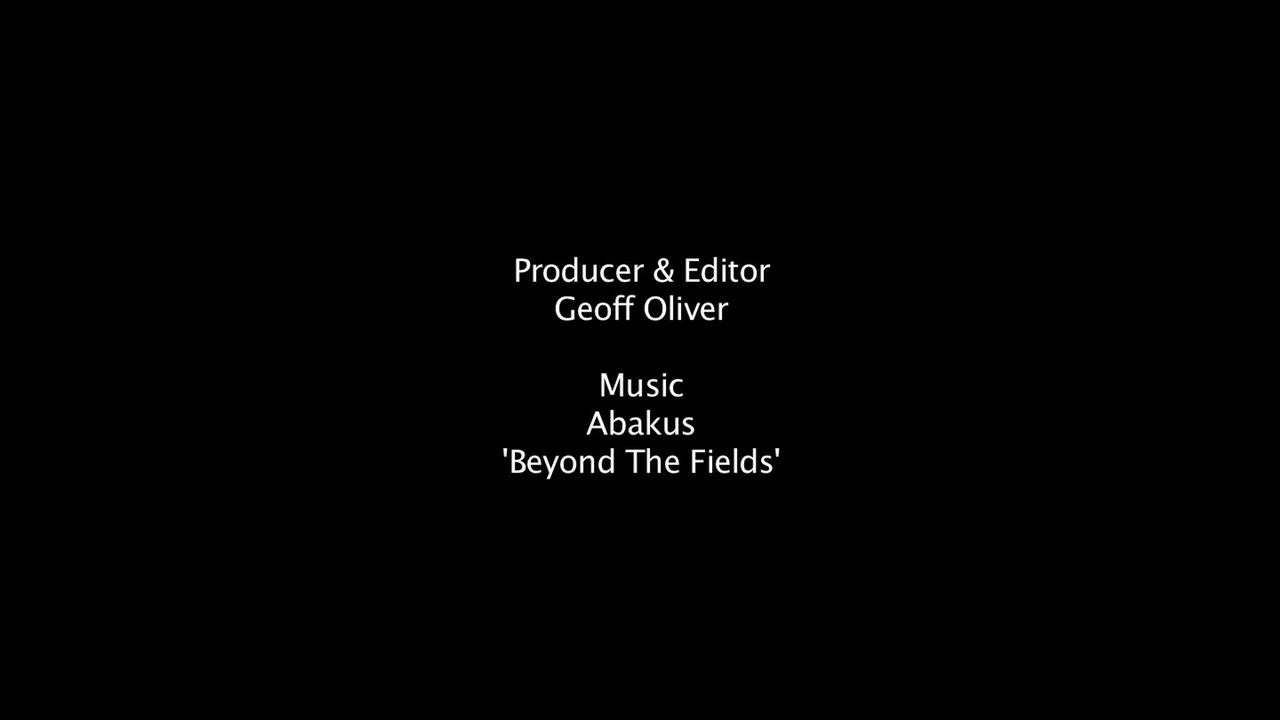 Producer & Editor
Geoff Oliver
Music
Abakus
'Beyond The Fields'